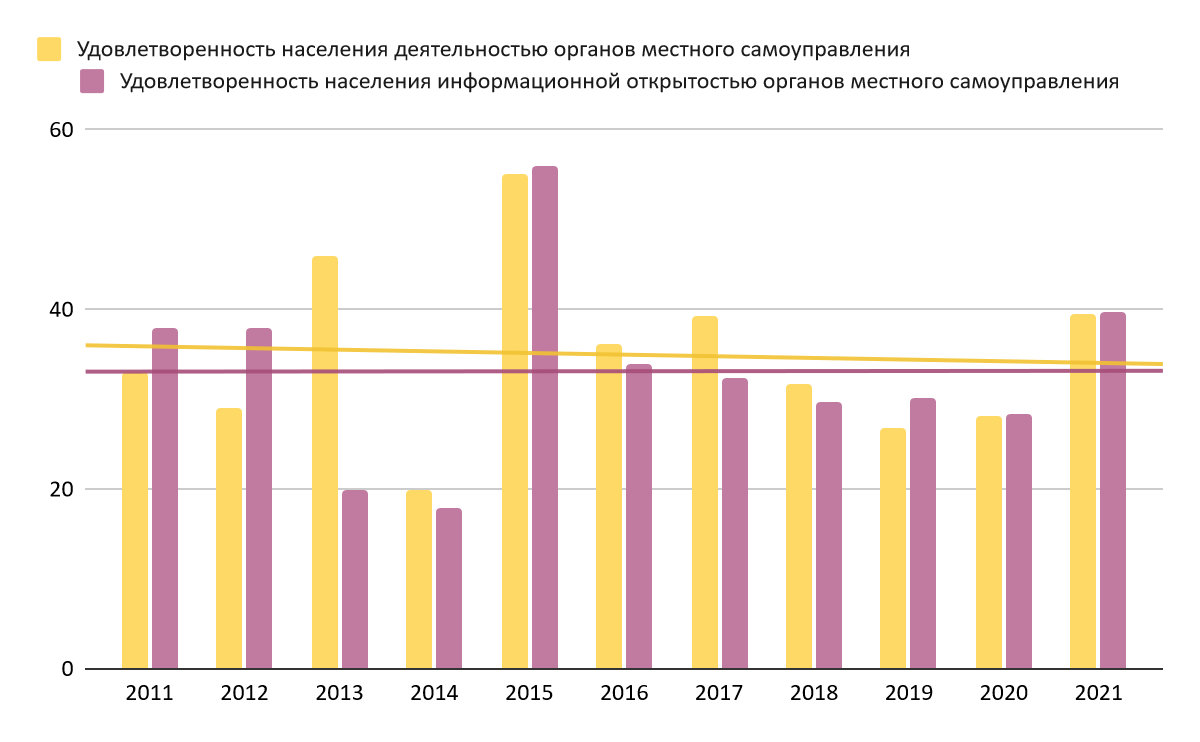 Удовлетворенность населения деятельностью органов местного самоуправления
Удовлетворенность населения информационной открытостью органов местного самоуправления
60
40
20
0
2011 2012 2013 2014 2015 2016 2017 2018 2019 2020 2021